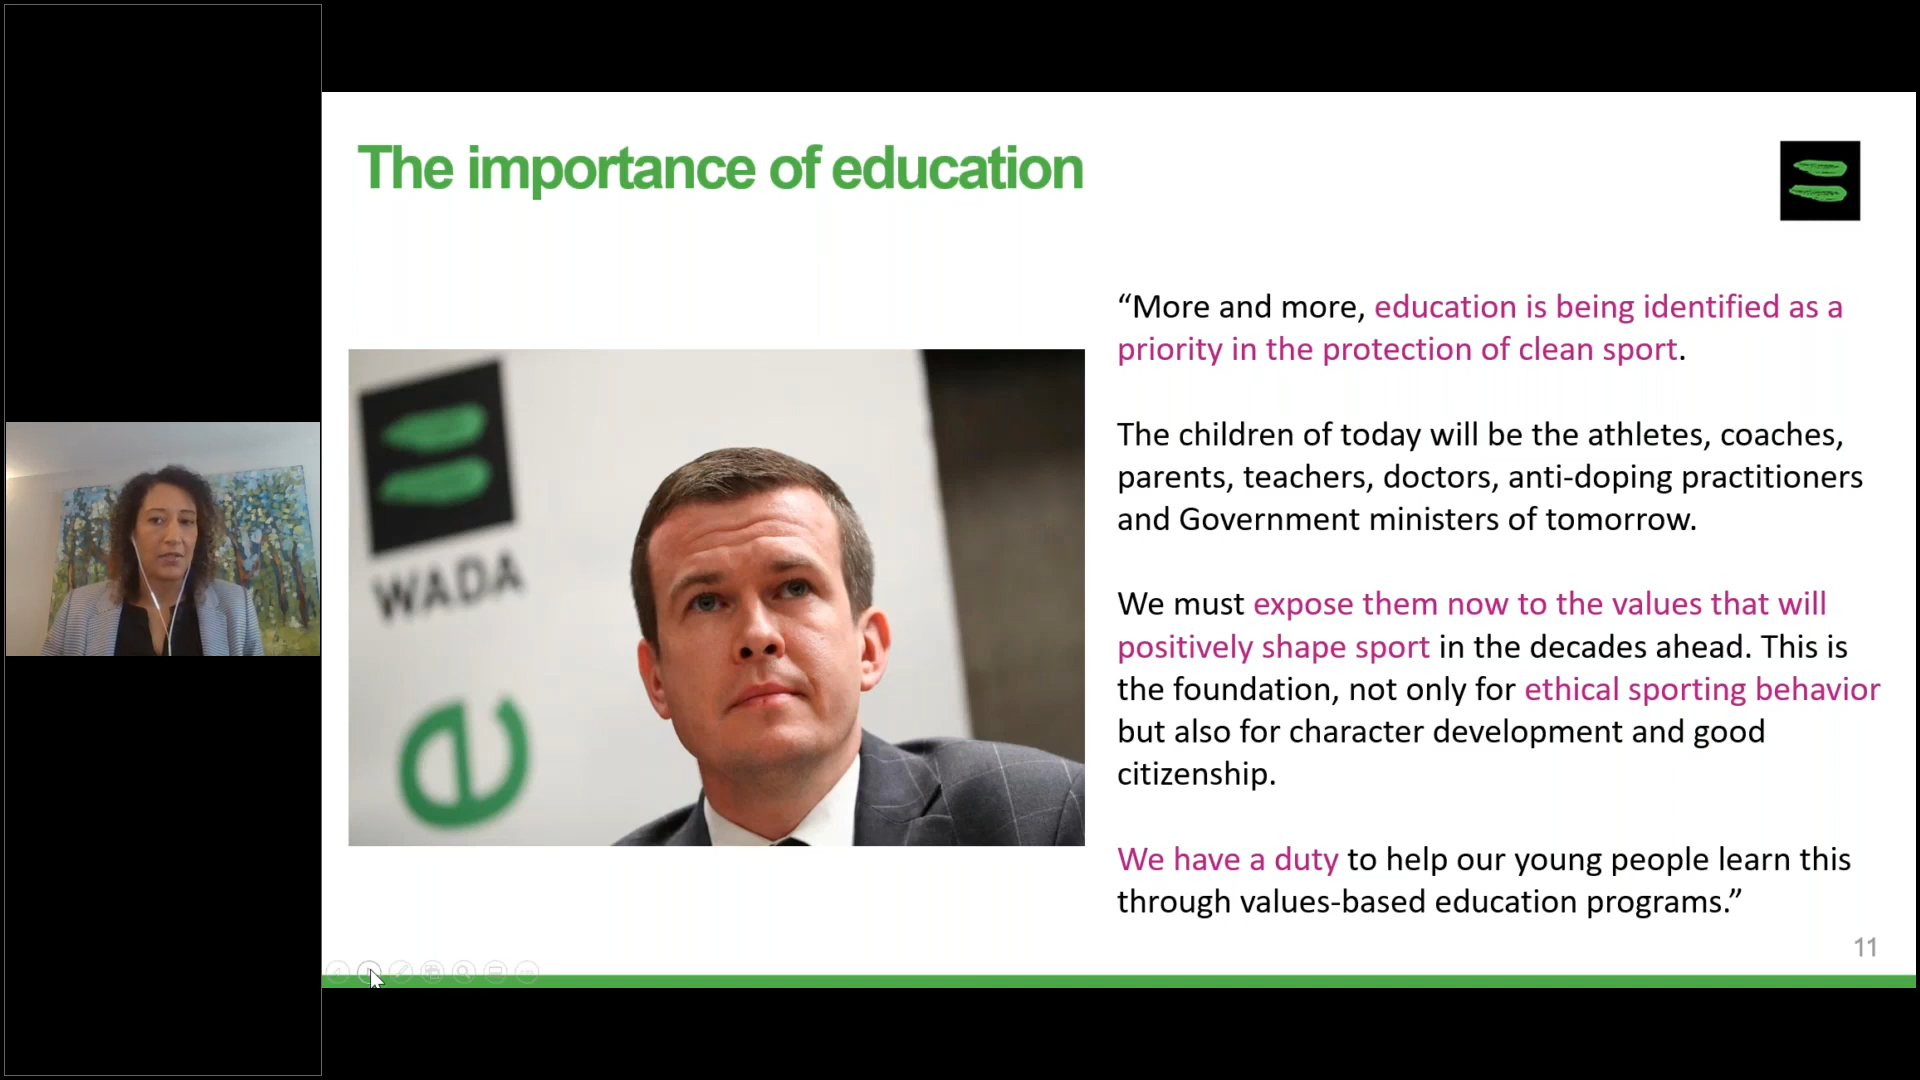 The importance of education
“More and more, education is being identified as a
priority in the protection of clean sport.
The children of today will be the athletes, coaches,
parents, teachers, doctors, anti-doping practitioners
and Government ministers of tomorrow.
We must expose them now to the values that will
positively shape sport in the decades ahead. This is
the foundation, not only for ethical sporting behavior
but also for character development and good
citizenship.
We have a duty to help our young people learn this
through values-based education programs.”
WADA
e
11